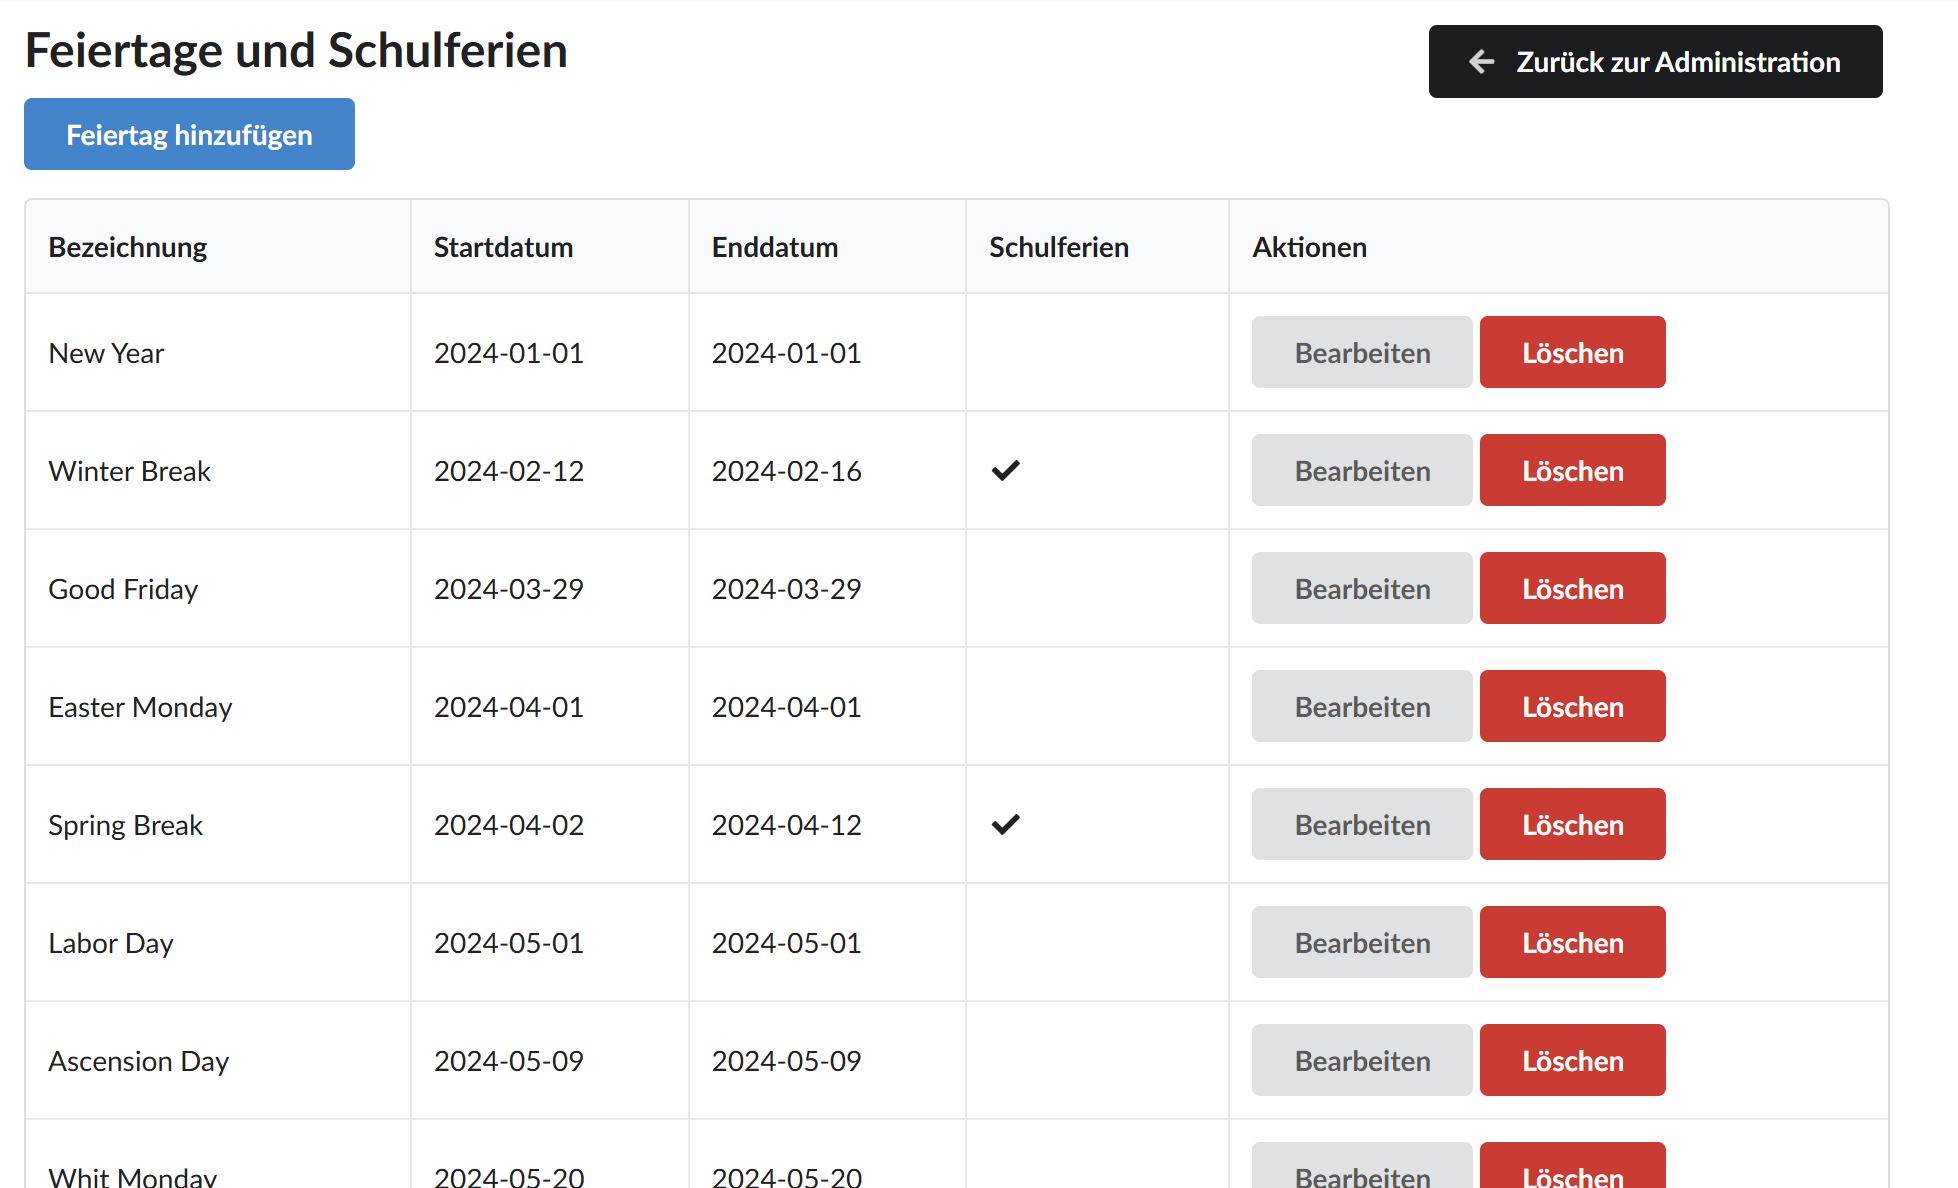 Feiertage und Schulferien
Zurück zur Administration
Feiertag hinzufügen
Bezeichnung Startdatum Enddatum Schulferien Aktionen
New Year 2024-01-01 2024-01-01 Bearbeiten Löschen
Winter Break 2024-02-12 2024-02-16 Bearbeiten Löschen
Good Friday 2024-03-29 2024-03-29 Bearbeiten Löschen
Easter Monday 2024-04-01 2024-04-01 Bearbeiten Löschen
Spring Break 2024-04-02 2024-04-12 Bearbeiten Löschen
Labor Day 2024-05-01 2024-05-01 Bearbeiten Löschen
Ascension Day 2024-05-09 2024-05-09 Bearbeiten Löschen
Whit Monday 2024-05-20 2024-05-20 Bearbeiten Löschen